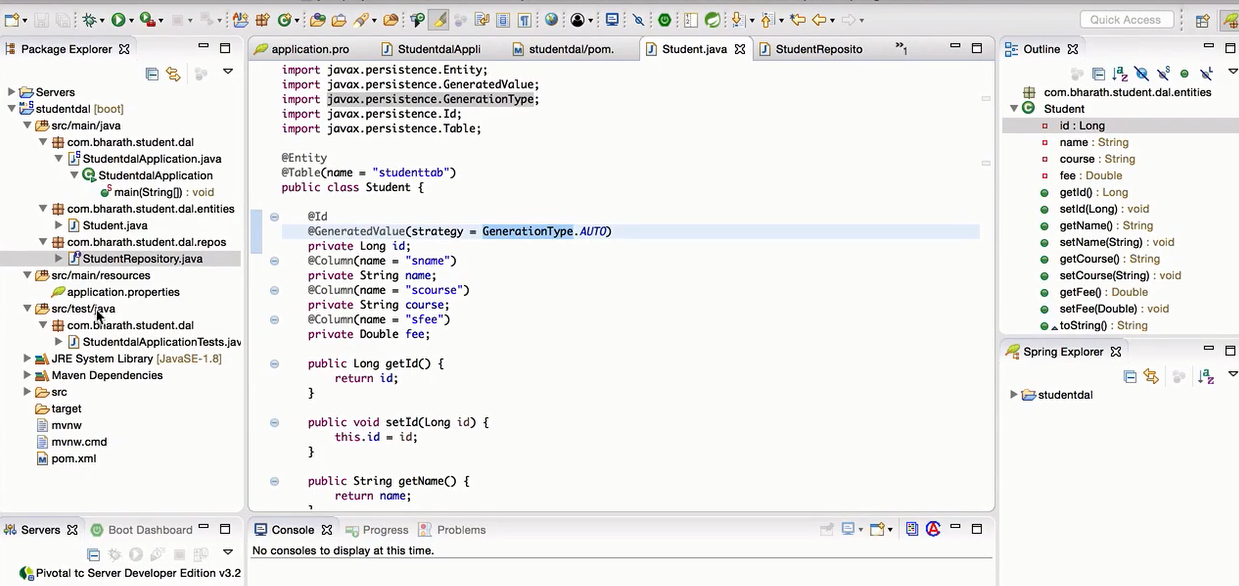 Quick Access
Package Explorer
Servers
studentdal [boot]
src/main/java
com.bharath.student.dal
StudentdalApplication.java
StudentdalApplication
main(String[]) : void
com.bharath.student.dal.entities
Student.java
com.bharath.student.dal.repos
StudentRepository.java
src/main/resources
application.properties
src/test/java
com.bharath.student.dal
StudentdalApplicationTests.jav
JRE System Library [JavaSE-1.8]
Maven Dependencies
src
target
mvnw
mvnw.cmd
pom.xml
Servers
Boot Dashboard
Pivotal tc Server Developer Edition v3.2
application.pro
StudentdalAppli
studentdal/pom.
Student.java
StudentReposito
»1
import javax.persistence.Entity;
import javax.persistence.GeneratedValue;
import javax.persistence.GenerationType;
import javax.persistence.Id;
import javax.persistence.Table;
@Entity
@Table(name = "studenttab")
public class Student {
@Id
@GeneratedValue(strategy = GenerationType.AUTO)
private Long id;
@Column(name = "sname")
private String name;
@Column(name = "scourse")
private String course;
@Column(name = "sfee")
private Double fee;
public Long getId() {
return id;
}
public void setId(Long id) {
this.id = id;
}
public String getName() {
return name;
}
Console
Progress
Problems
No consoles to display at this time.
Outline
com.bharath.student.dal.entities
Student
id : Long
name : String
course : String
fee : Double
getId() : Long
setId(Long) : void
getName() : String
setName(String) : void
getCourse() : String
setCourse(String) : void
getFee() : Double
setFee(Double) : void
toString() : String
Spring Explorer
studentdal